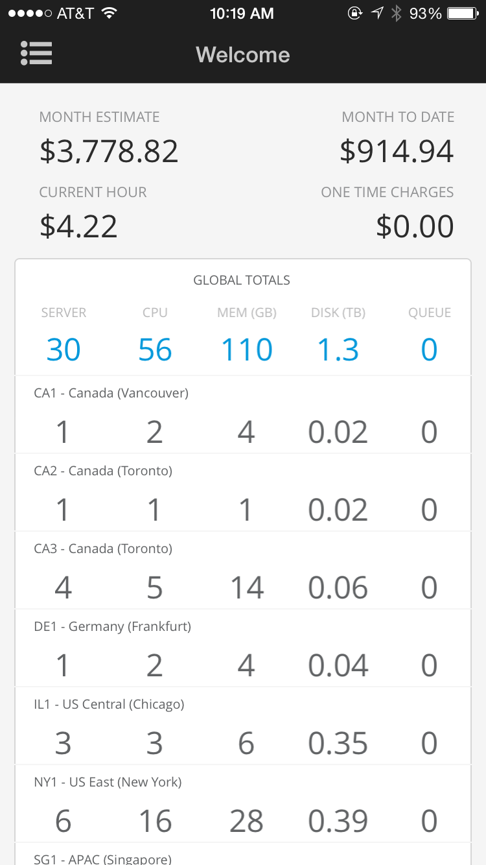 AT&T 10:19 AM 93%
Welcome
MONTH ESTIMATE MONTH TO DATE
$3,778.82 $914.94
CURRENT HOUR ONE TIME CHARGES
$4.22 $0.00
GLOBAL TOTALS
SERVER CPU MEM (GB) DISK (TB) QUEUE
30 56 110 1.3 0
CA1 - Canada (Vancouver)
1 2 4 0.02 0
CA2 - Canada (Toronto)
1 1 1 0.02 0
CA3 - Canada (Toronto)
4 5 14 0.06 0
DE1 - Germany (Frankfurt)
1 2 4 0.04 0
IL1 - US Central (Chicago)
3 3 6 0.35 0
NY1 - US East (New York)
6 16 28 0.39 0
SG1 - APAC (Singapore)